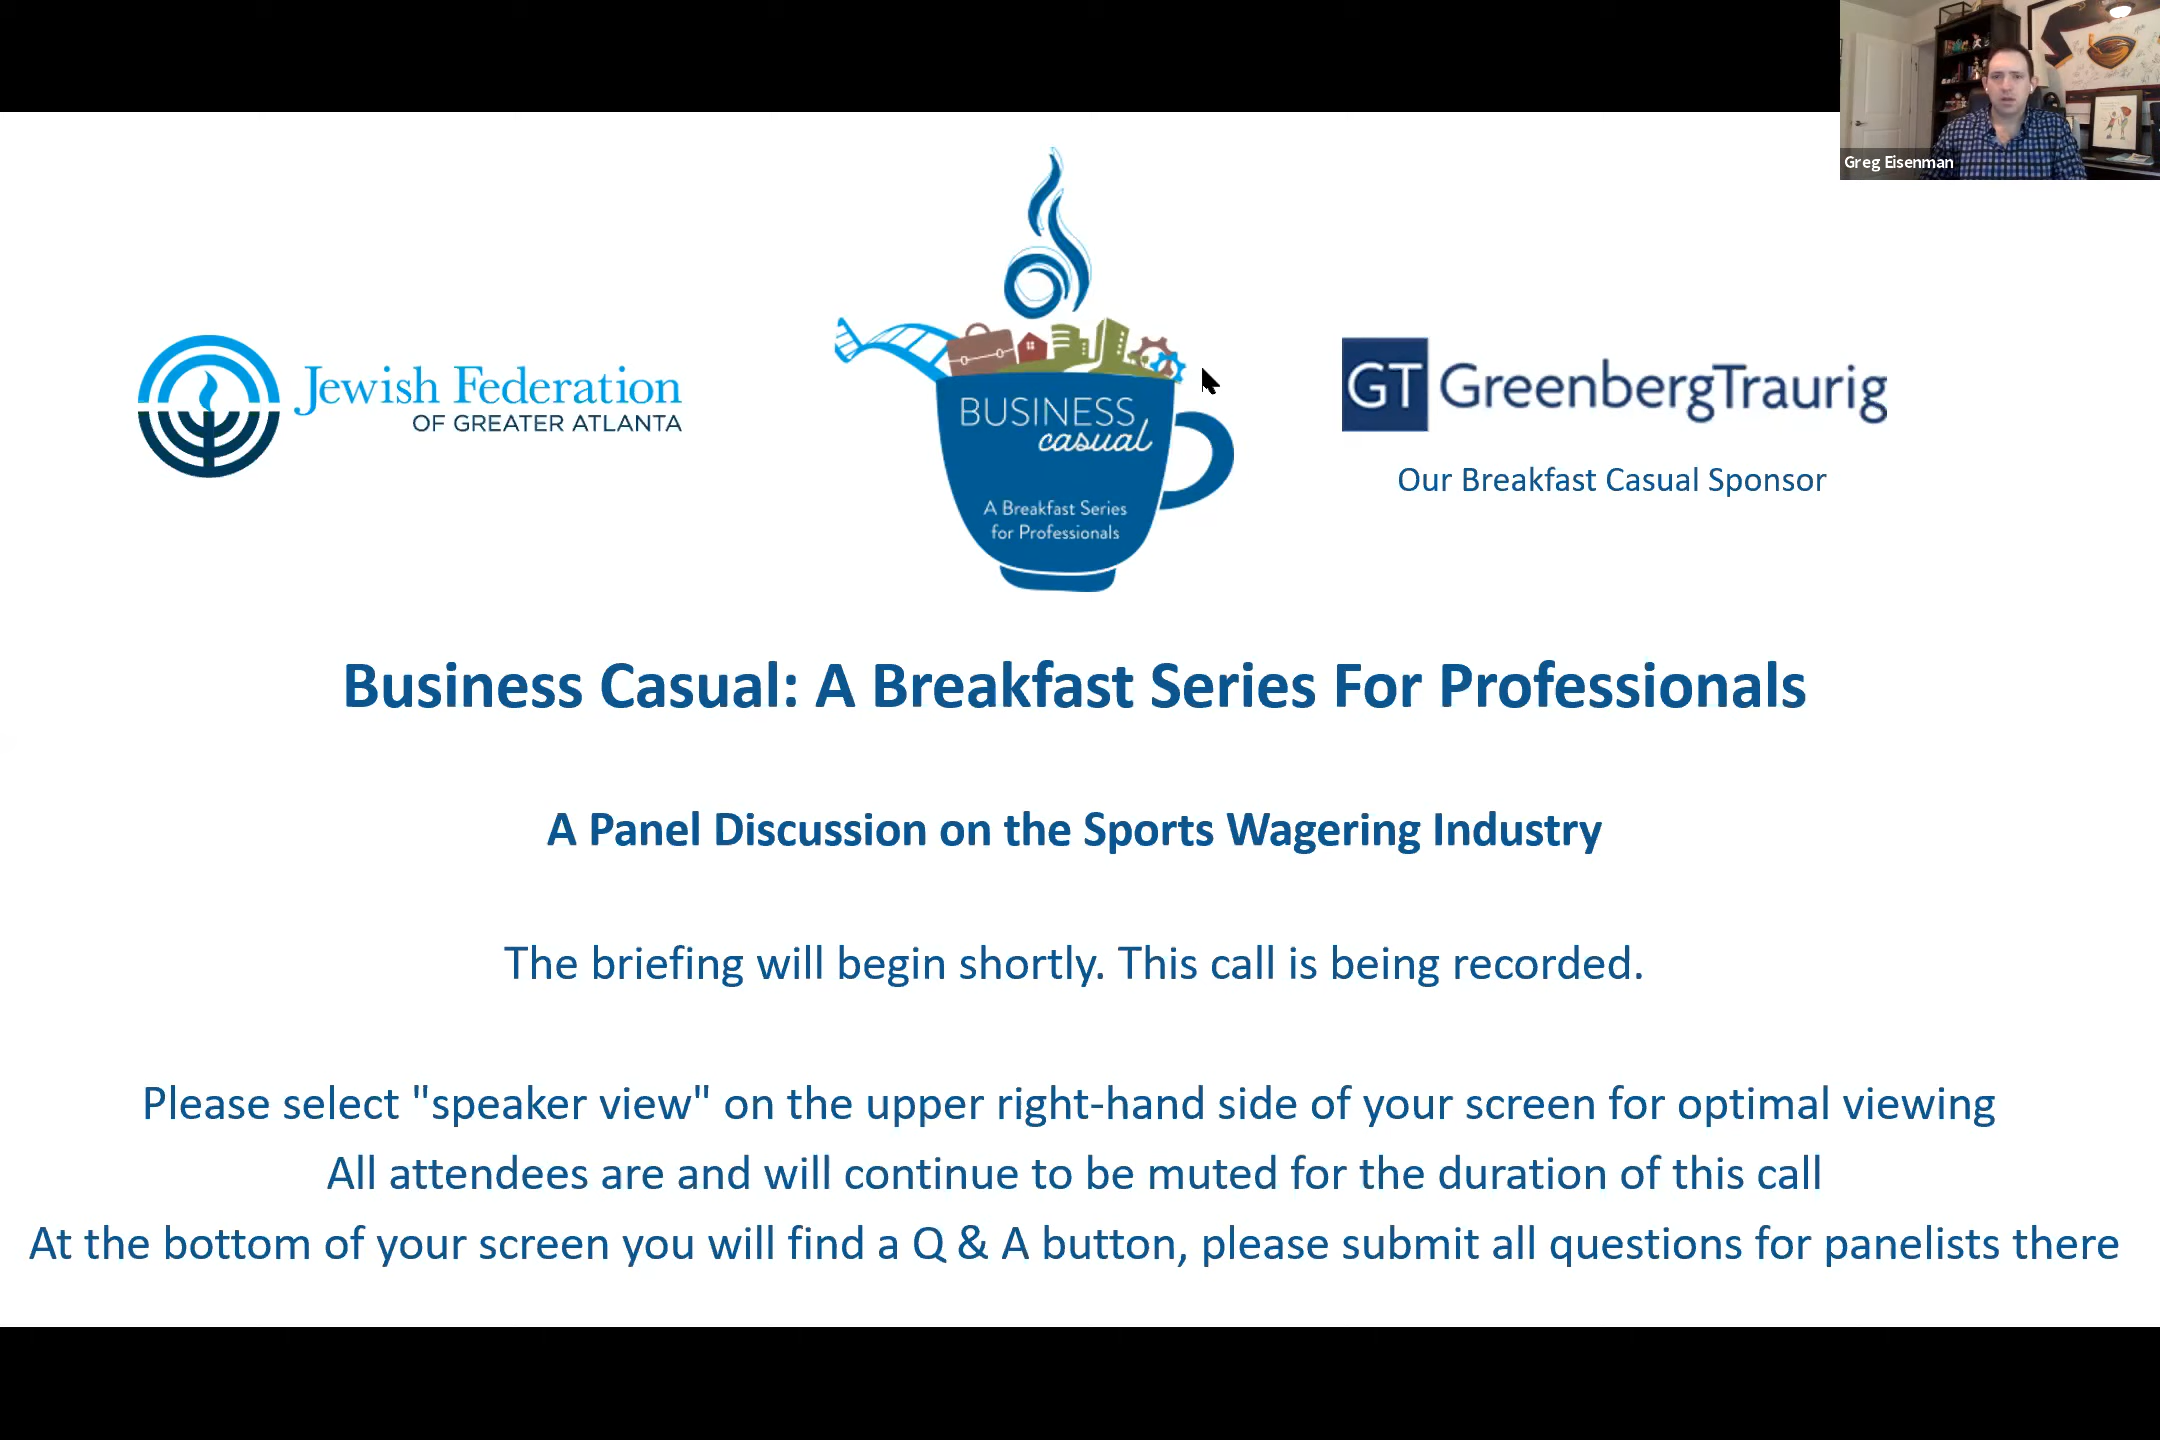 Greg Eisenman
Jewish Federation
OF GREATER ATLANTA
BUSINESS
casual
A Breakfast Series
for Professionals
GT GreenbergTraurig
Our Breakfast Casual Sponsor
Business Casual: A Breakfast Series For Professionals
A Panel Discussion on the Sports Wagering Industry
The briefing will begin shortly. This call is being recorded.
Please select "speaker view" on the upper right-hand side of your screen for optimal viewing
All attendees are and will continue to be muted for the duration of this call
At the bottom of your screen you will find a Q & A button, please submit all questions for panelists there